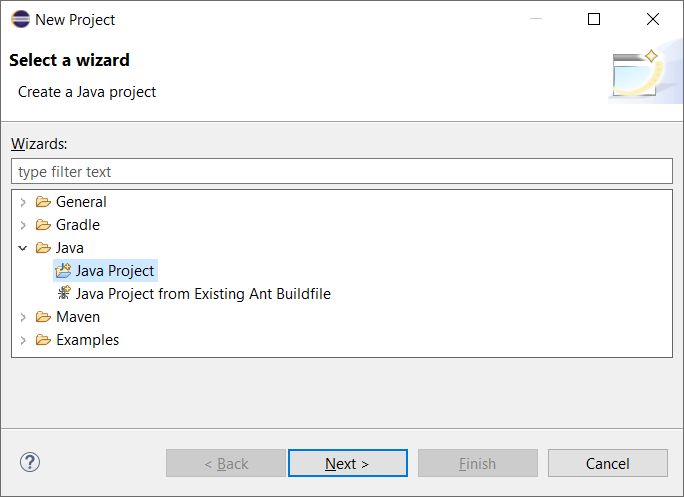 New Project
Select a wizard
Create a Java project
Wizards:
type filter text
General
Gradle
Java
Java Project
Java Project from Existing Ant Buildfile
Maven
Examples
? < Back Next > Finish Cancel